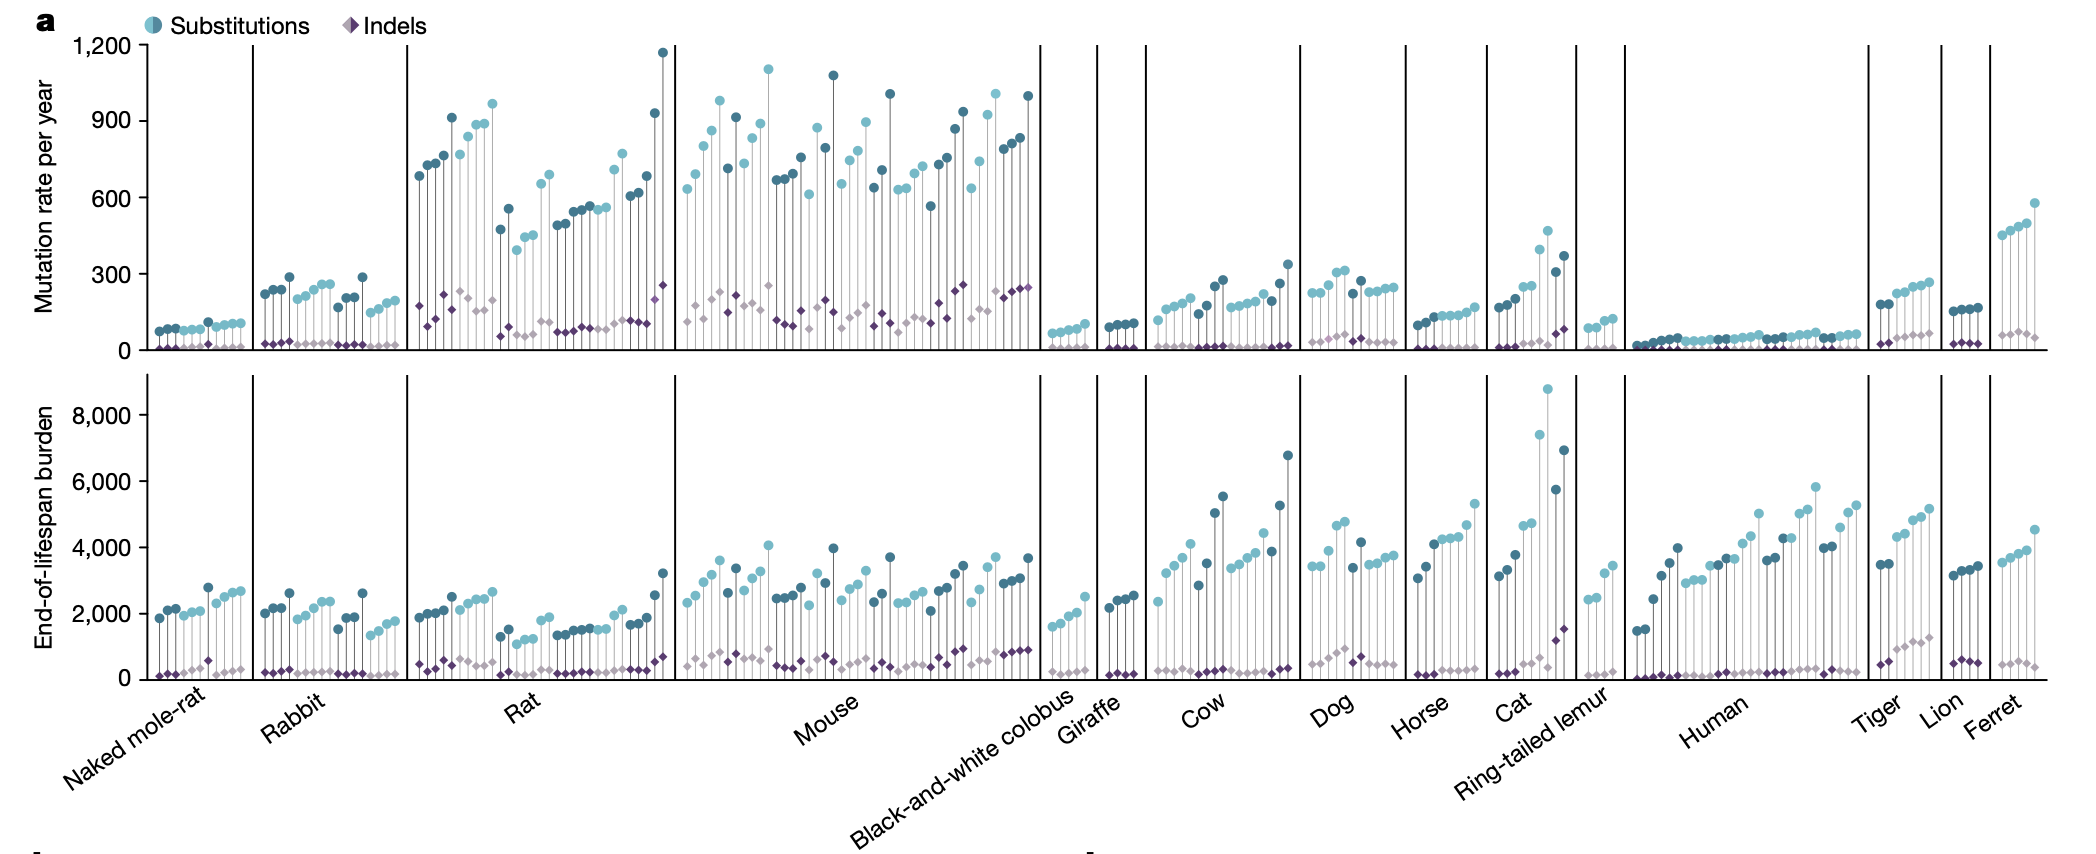 a
Substitutions Indels
Mutation rate per year
1,200
900
600
300
0
End-of-lifespan burden
8,000
6,000
4,000
2,000
0
Naked mole-rat
Rabbit
Rat
Mouse
Black-and-white colobus
Giraffe
Cow
Dog
Horse
Cat
Ring-tailed lemur
Human
Tiger
Lion
Ferret